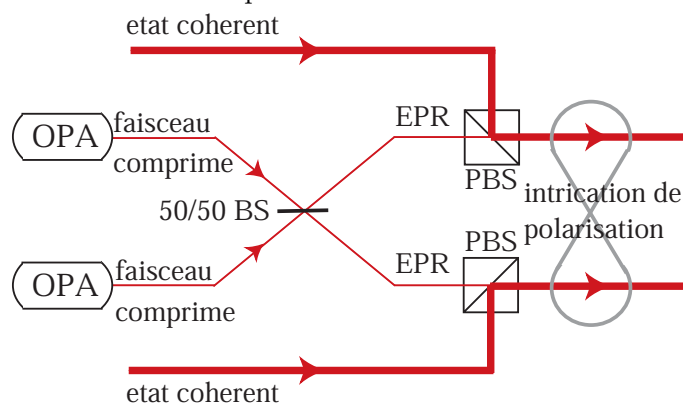 etat coherent
OPA
faisceau
comprime
EPR
PBS
50/50 BS
intrication de
polarisation
PBS
EPR
OPA
faisceau
comprime
etat coherent